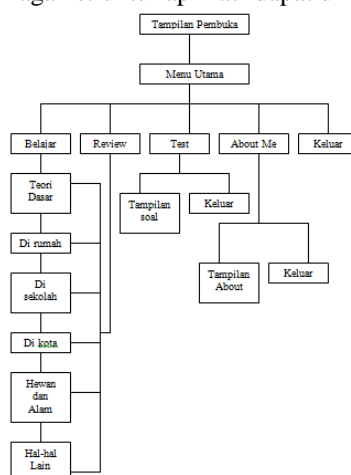 Tampilan Pembuka
Menu Utama
Belajar
Review
Test
About Me
Keluar
Teori
Dasar
Tampilan
soal
Keluar
Di rumah
Di
sekolah
Tampilan
About
Keluar
Di kota
Hewan
dan
Alam
Hal-hal
Lain